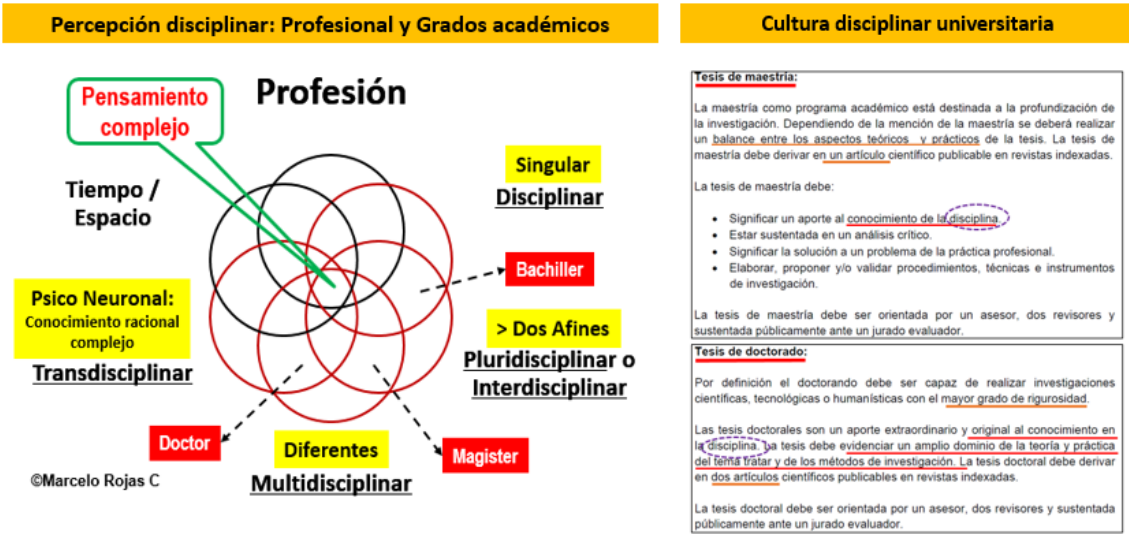 Percepción disciplinar: Profesional y Grados académicos
Pensamiento
complejo
Profesión
Tiempo /
Espacio
Singular
Disciplinar
Bachiller
Psico Neuronal:
Conocimiento racional
complejo
Transdisciplinar
> Dos Afines
Pluridisciplinar o
Interdisciplinar
Doctor
Diferentes
Multidisciplinar
Magister
©Marcelo Rojas C
Cultura disciplinar universitaria
Tesis de maestría:
La maestría como programa académico está destinada a la profundización de
la investigación. Dependiendo de la mención de la maestría se deberá realizar
un balance entre los aspectos teóricos y prácticos de la tesis. La tesis de
maestría debe derivar en un artículo científico publicable en revistas indexadas.
La tesis de maestría debe:
• Significar un aporte al conocimiento de la disciplina.
• Estar sustentada en un análisis crítico.
• Significar la solución a un problema de la práctica profesional.
• Elaborar, proponer y/o validar procedimientos, técnicas e instrumentos
de investigación.
La tesis de maestría debe ser orientada por un asesor, dos revisores y
sustentada públicamente ante un jurado evaluador.
Tesis de doctorado:
Por definición el doctorando debe ser capaz de realizar investigaciones
científicas, tecnológicas o humanísticas con el mayor grado de rigurosidad.
Las tesis doctorales son un aporte extraordinario y original al conocimiento en
la disciplina. La tesis debe evidenciar un amplio dominio de la teoría y práctica
del tema tratar y de los métodos de investigación. La tesis doctoral debe derivar
en dos artículos científicos publicables en revistas indexadas.
La tesis doctoral debe ser orientada por un asesor, dos revisores y sustentada
públicamente ante un jurado evaluador.